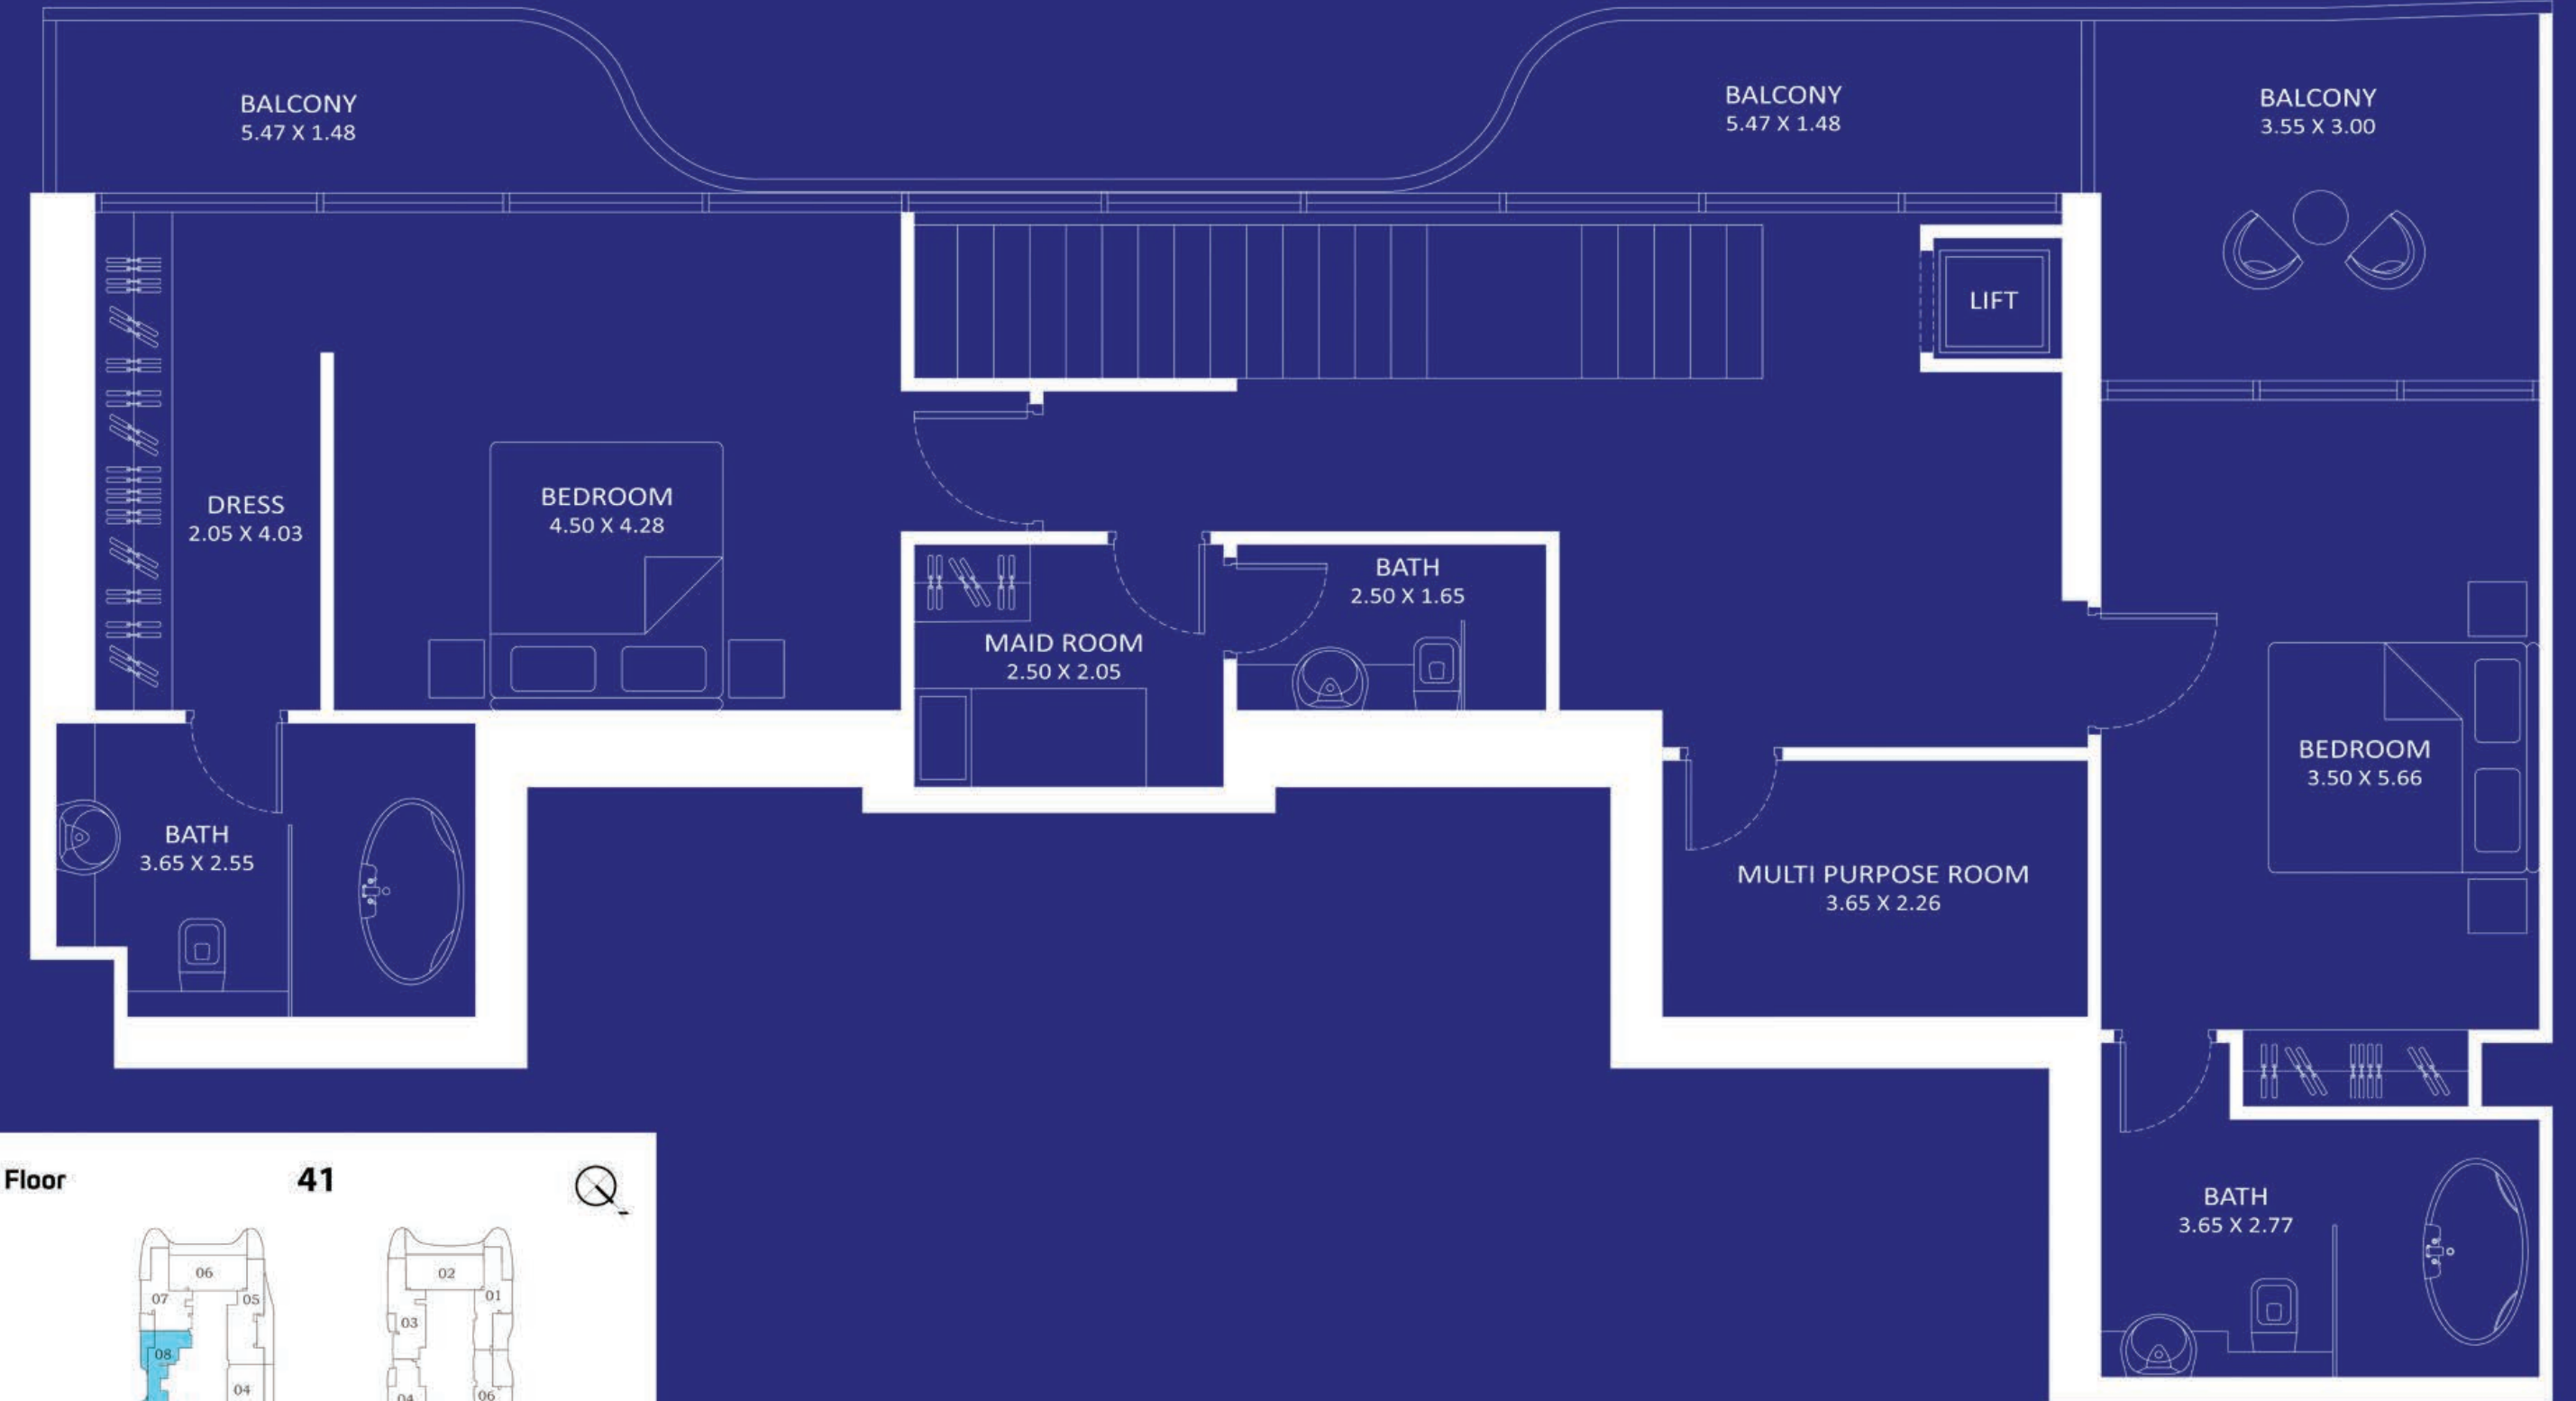 BALCONY
5.47 X 1.48
BALCONY
5.47 X 1.48
BALCONY
3.55 X 3.00
LIFT
DRESS
2.05 X 4.03
BEDROOM
4.50 X 4.28
BATH
2.50 X 1.65
MAID ROOM
2.50 X 2.05
BEDROOM
3.50 X 5.66
BATH
3.65 X 2.55
MULTI PURPOSE ROOM
3.65 X 2.26
BATH
3.65 X 2.77
Floor 41
06
07
05
08
04
02
01
03
04
06